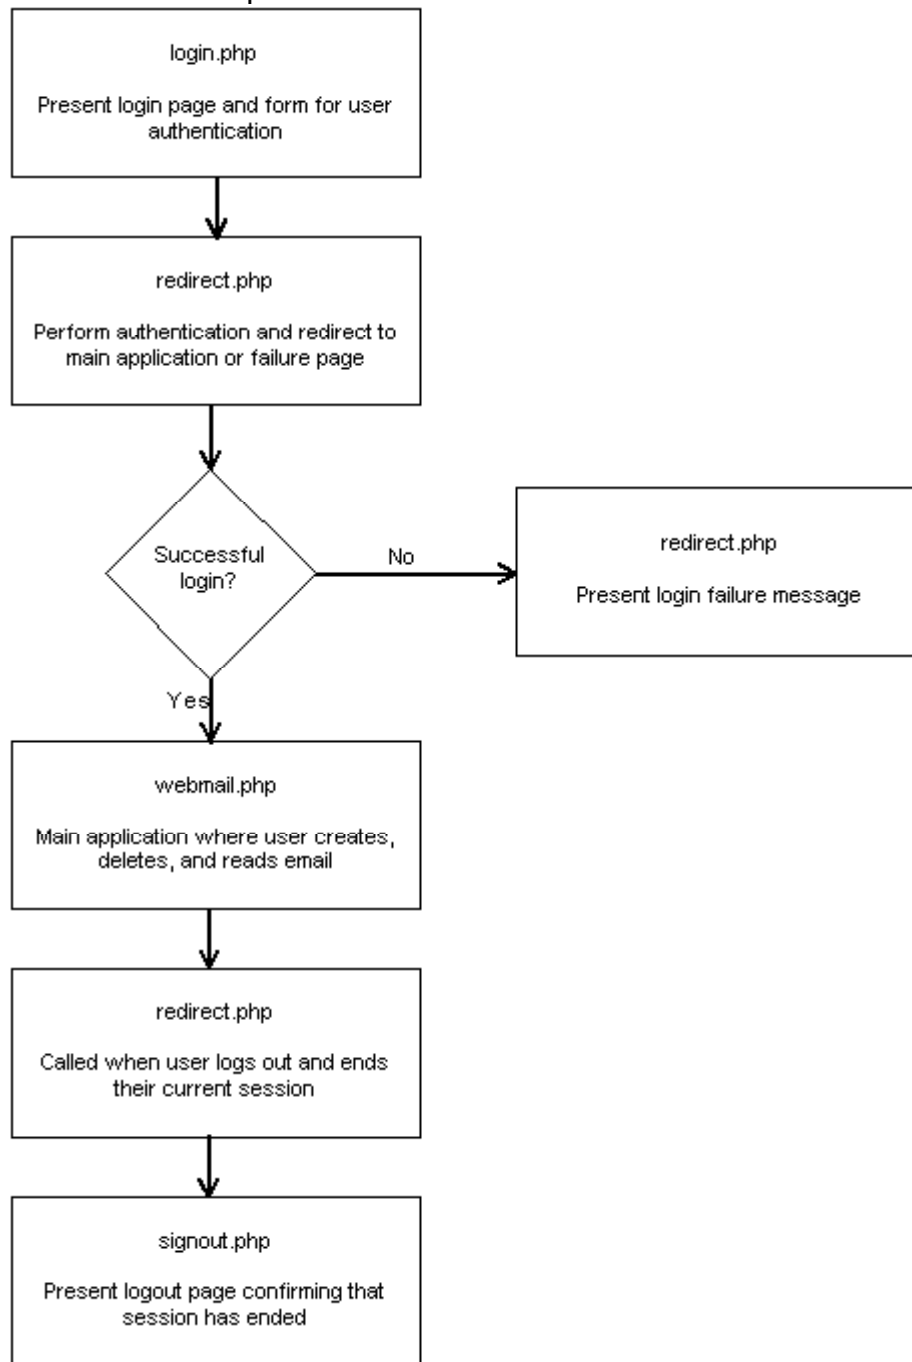 login.php
Present login page and form for user
authentication
redirect.php
Perform authentication and redirect to
main application or failure page
Successful
login?
No
redirect.php
Present login failure message
Yes
webmail.php
Main application where user creates,
deletes, and reads email
redirect.php
Called when user logs out and ends
their current session
signout.php
Present logout page confirming that
session has ended